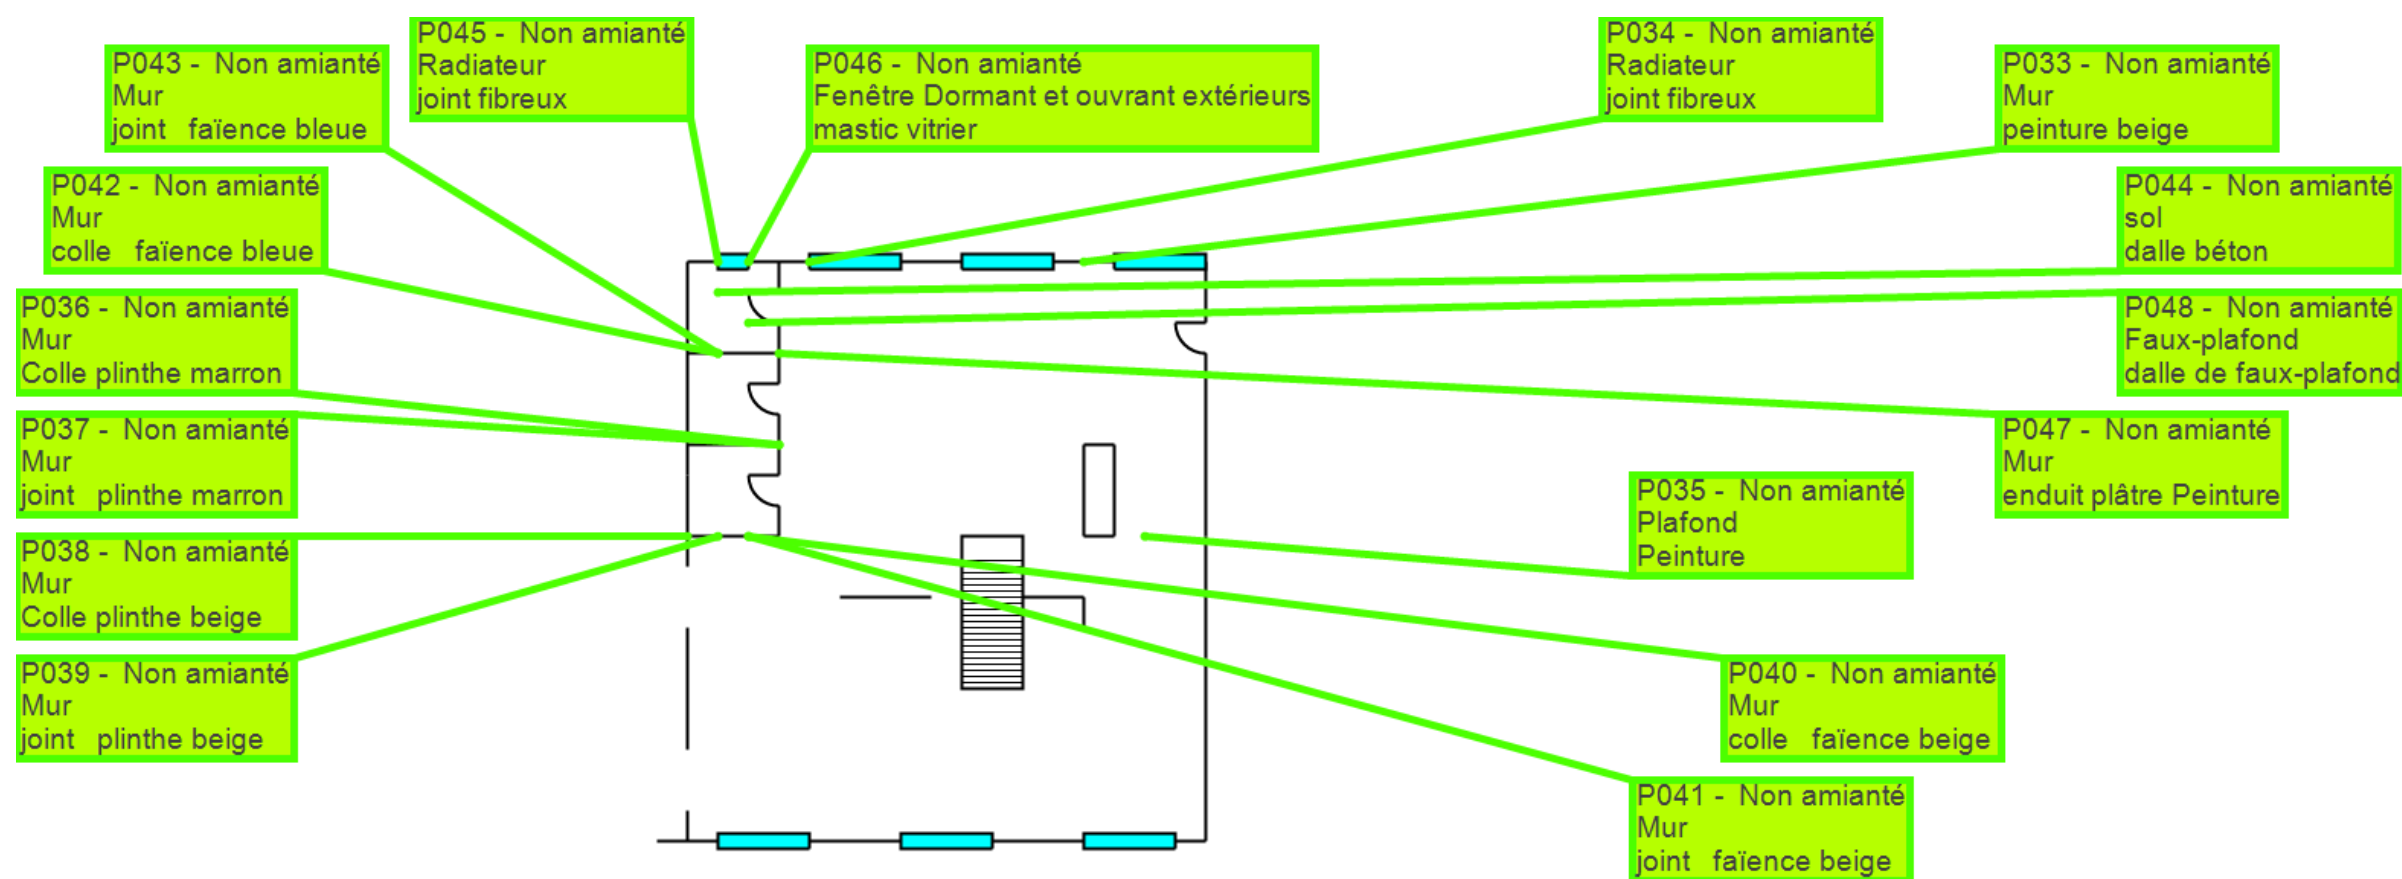 P045 - Non amianté
Radiateur
joint fibreux
P034 - Non amianté
Radiateur
joint fibreux
P043 - Non amianté
Mur
joint faïence bleue
P046 - Non amianté
Fenêtre Dormant et ouvrant extérieurs
mastic vitrier
P033 - Non amianté
Mur
peinture beige
P042 - Non amianté
Mur
colle faïence bleue
P044 - Non amianté
sol
dalle béton
P036 - Non amianté
Mur
Colle plinthe marron
P048 - Non amianté
Faux-plafond
dalle de faux-plafond
P037 - Non amianté
Mur
joint plinthe marron
P047 - Non amianté
Mur
enduit plâtre Peinture
P035 - Non amianté
Plafond
Peinture
P038 - Non amianté
Mur
Colle plinthe beige
P039 - Non amianté
Mur
joint plinthe beige
P040 - Non amianté
Mur
colle faïence beige
P041 - Non amianté
Mur
joint faïence beige